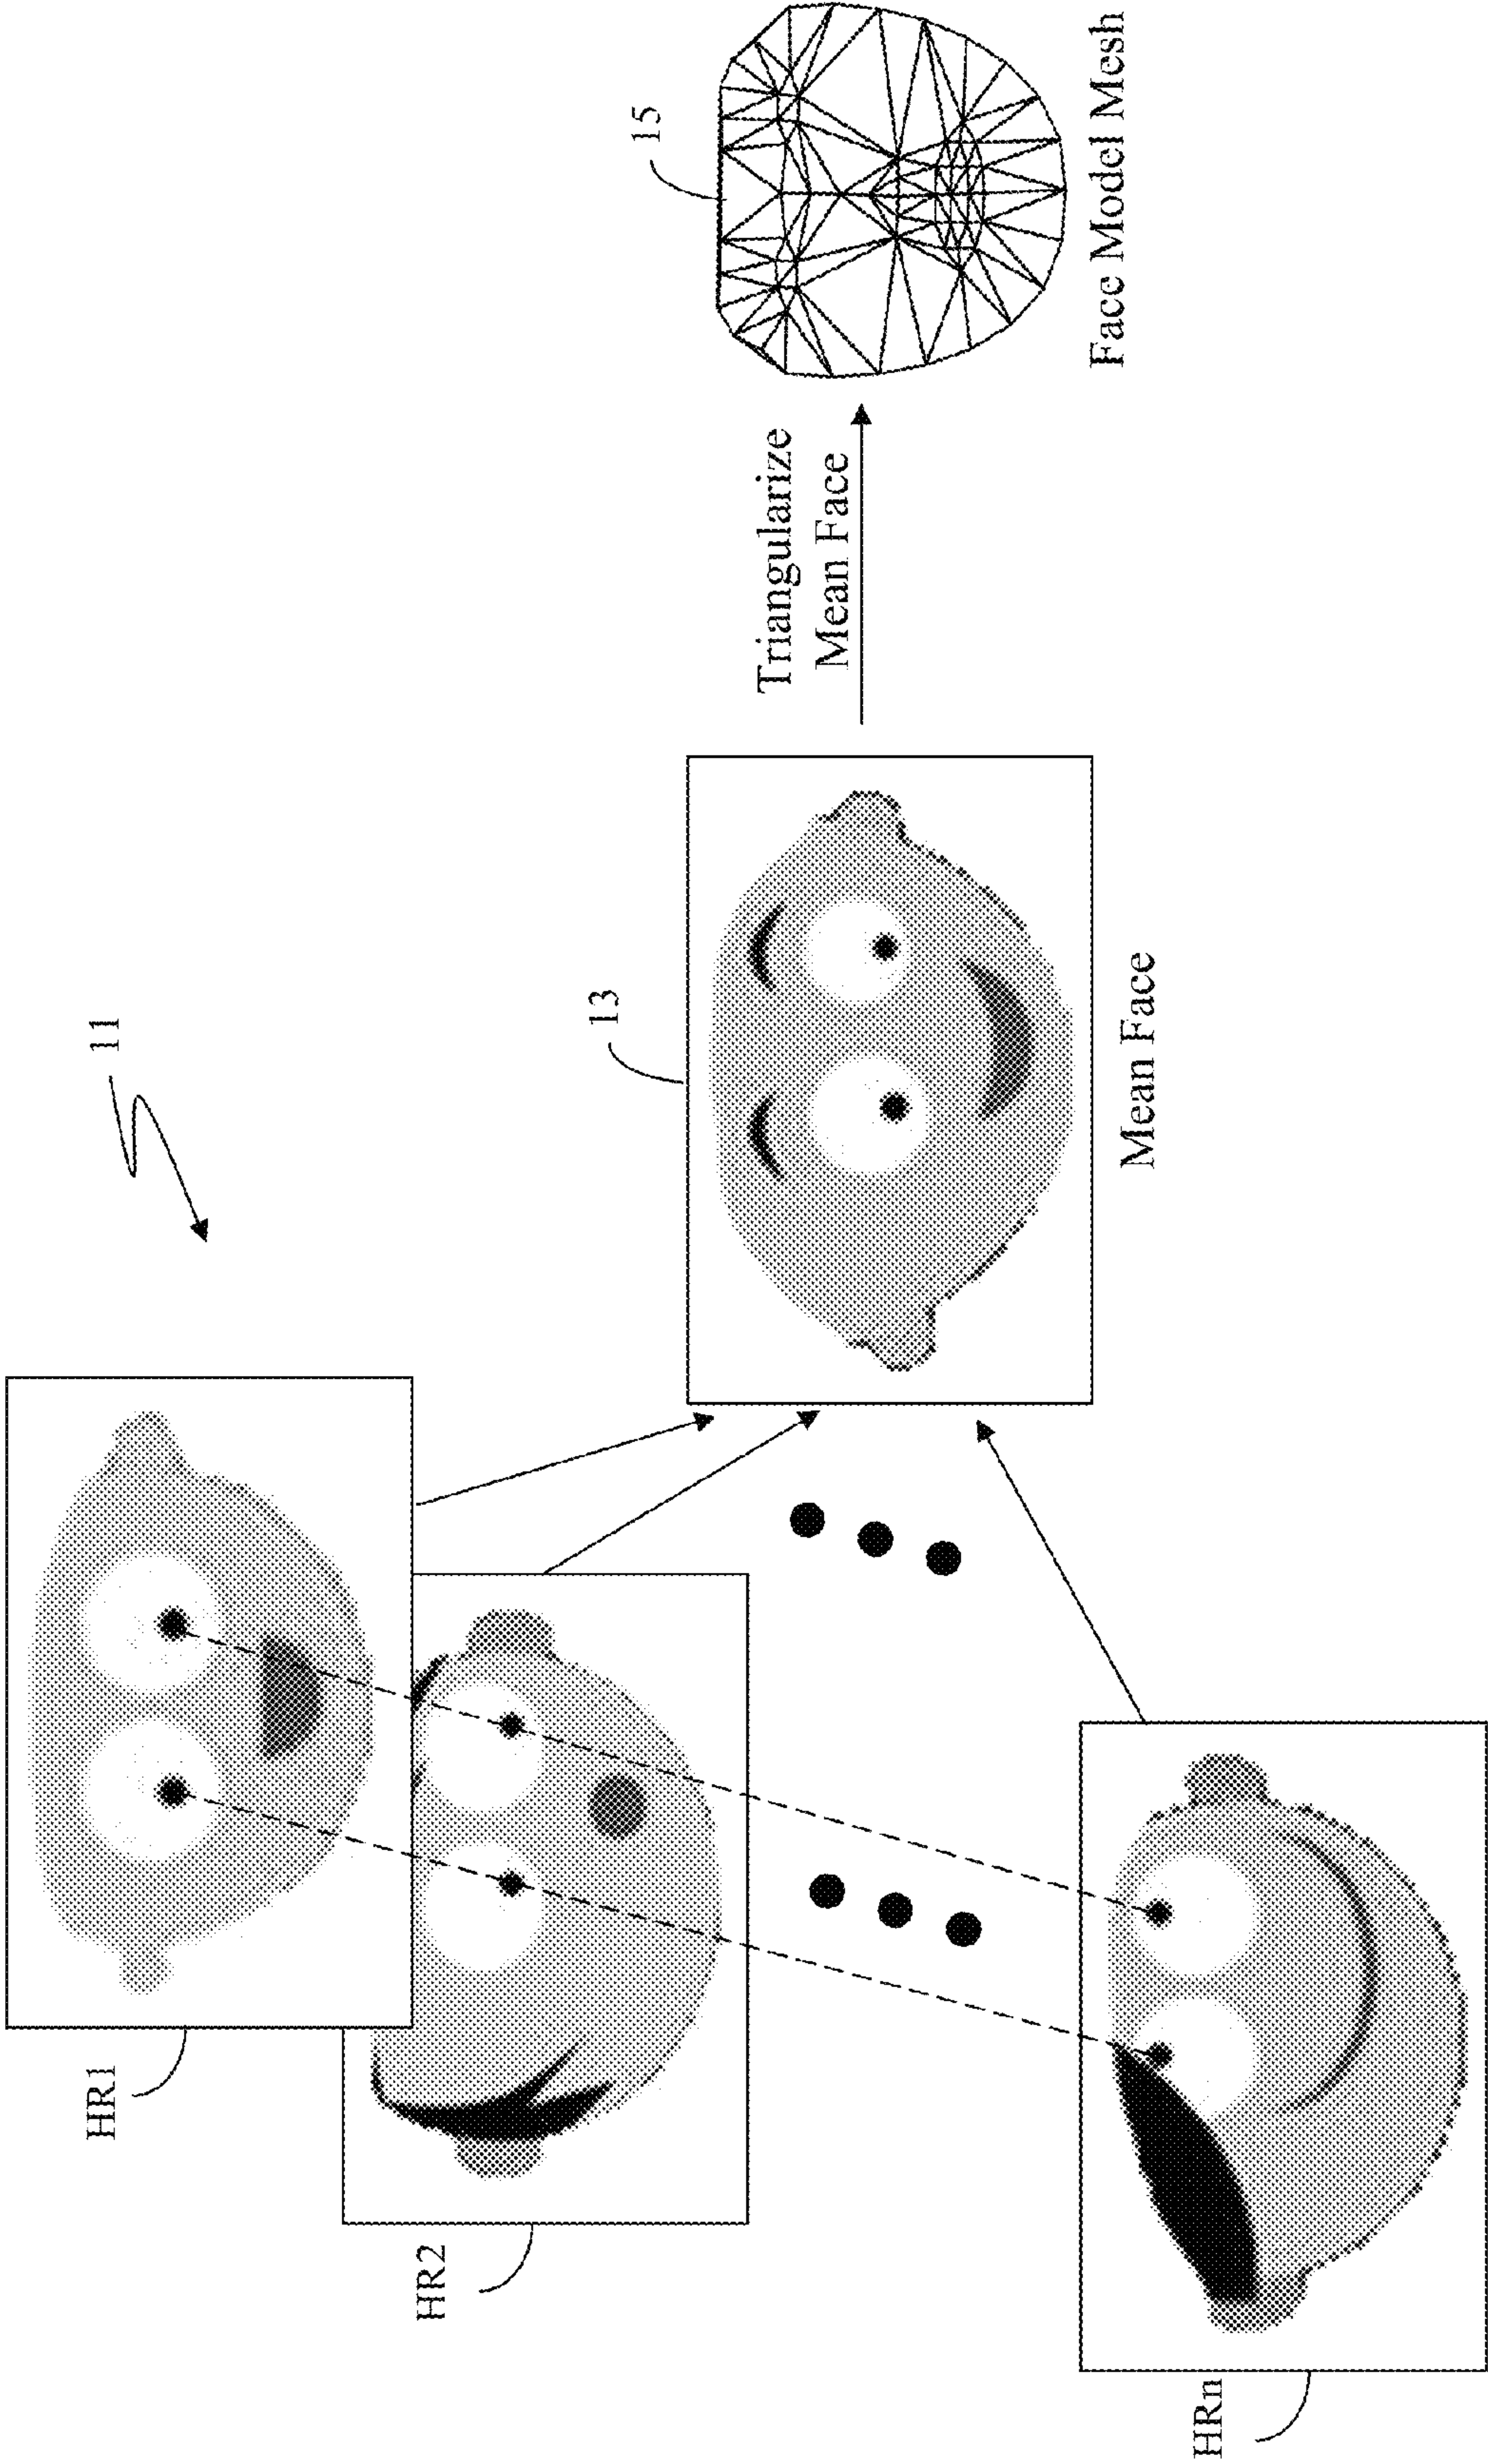 HR1
HR2
HRn
11
13
Mean Face
Triangularize
Mean Face
15
Face Model Mesh